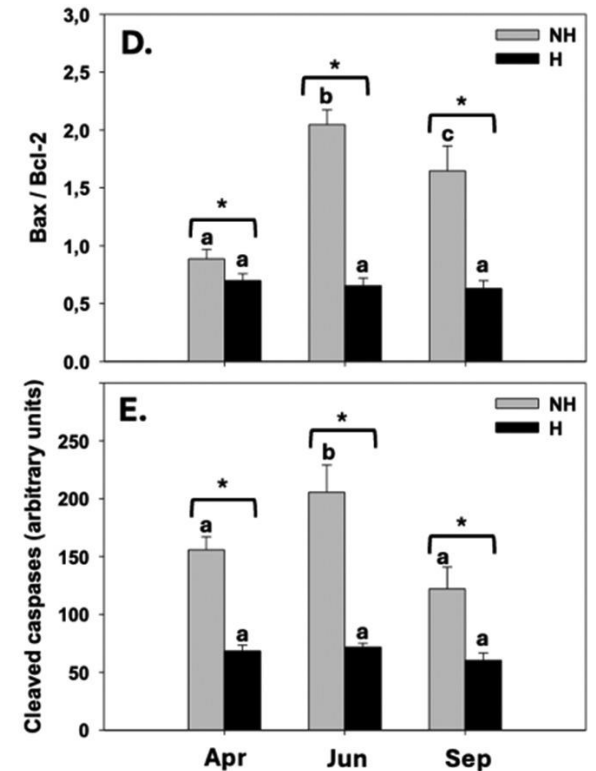 3,0
D.
NH
H
2,5
*
b
2,0
*
c
Bax / Bcl-2
1,5
*
1,0
a
a
a
a
0,5
0.0
E.
NH
H
Cleaved caspases (arbitrary units)
250
*
b
200
*
a
150
*
a
100
a
a
a
50
0
Apr Jun Sep